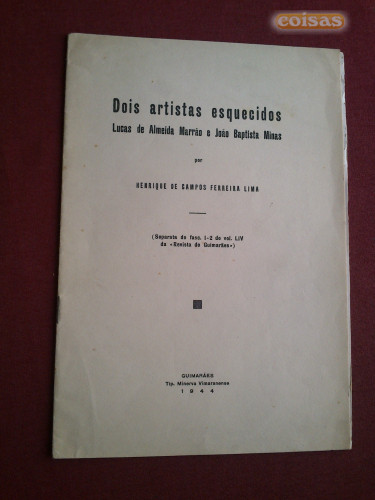 coisas
Dois artistas esquecidos
Lucas de Almeida Marrão e João Baptista Minas
por
HENRIQUE DE CAMPOS FERREIRA LIMA
(Separata do fasc. 1-2 do vol. LIV
da «Revista de Guimarães»)
GUIMARÃES
Tip. Minerva Vimaranense
1944